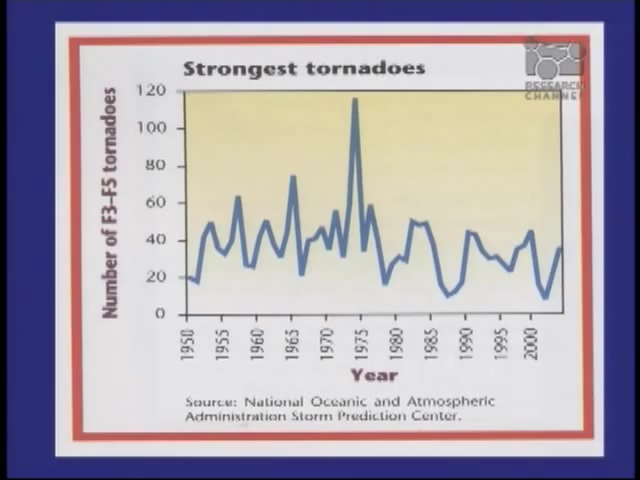 Strongest tornadoes
RESEARCH
CHANNEL
Number of F3–F5 tornadoes
120
100
80
60
40
20
0
1950
1955
1960
1965
1970
1975
1980
1985
1990
1995
2000
Year
Source: National Oceanic and Atmospheric
Administration Storm Prediction Center.